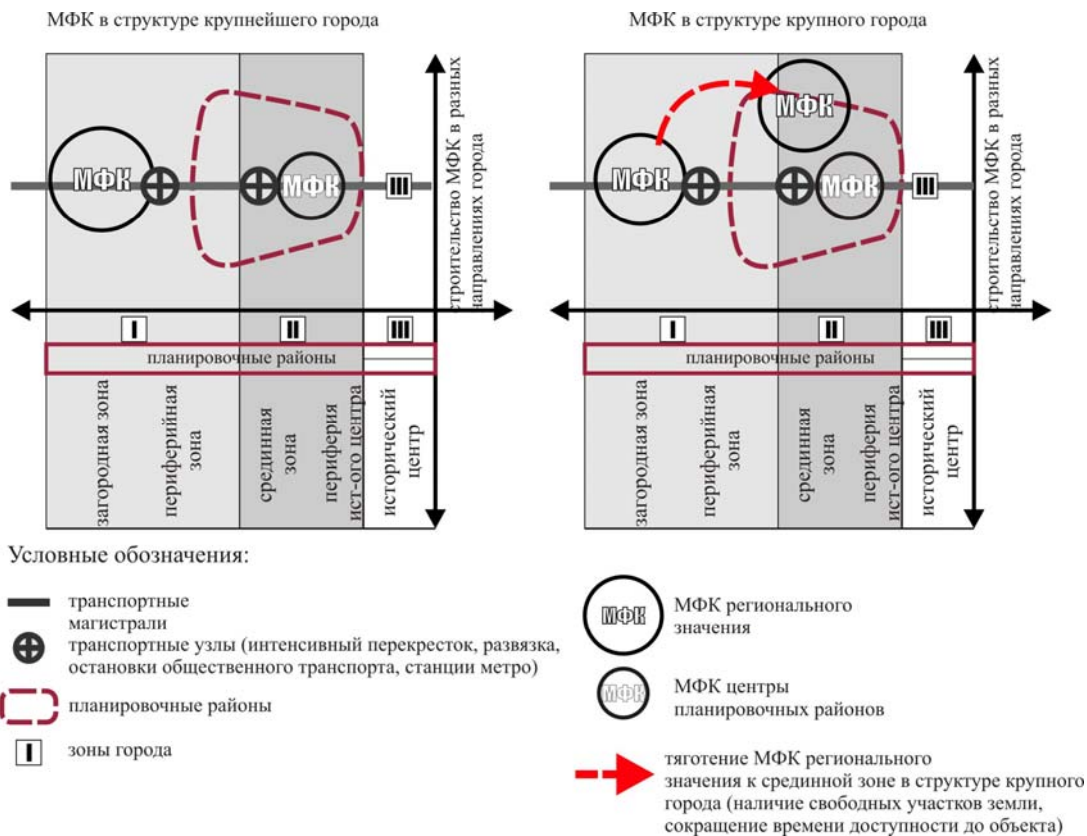 МФК в структуре крупнейшего города
МФК
МФК
III
строительство МФК в разных
направлениях города
I
II
III
планировочные районы
загородная зона
периферийная
зона
срединная
зона
периферия
ист-ого центра
исторический
центр
МФК в структуре крупного города
МФК
МФК
МФК
III
строительство МФК в разных
направлениях города
I
II
III
планировочные районы
загородная зона
периферийная
зона
срединная
зона
периферия
ист-ого центра
исторический
центр
Условные обозначения:
транспортные
магистрали
транспортные узлы (интенсивный перекресток, развязка,
остановки общественного транспорта, станции метро)
планировочные районы
I
зоны города
МФК
МФК регионального
значения
МФК
МФК центры
планировочных районов
тяготение МФК регионального
значения к срединной зоне в структуре крупного
города (наличие свободных участков земли,
сокращение времени доступности до объекта)